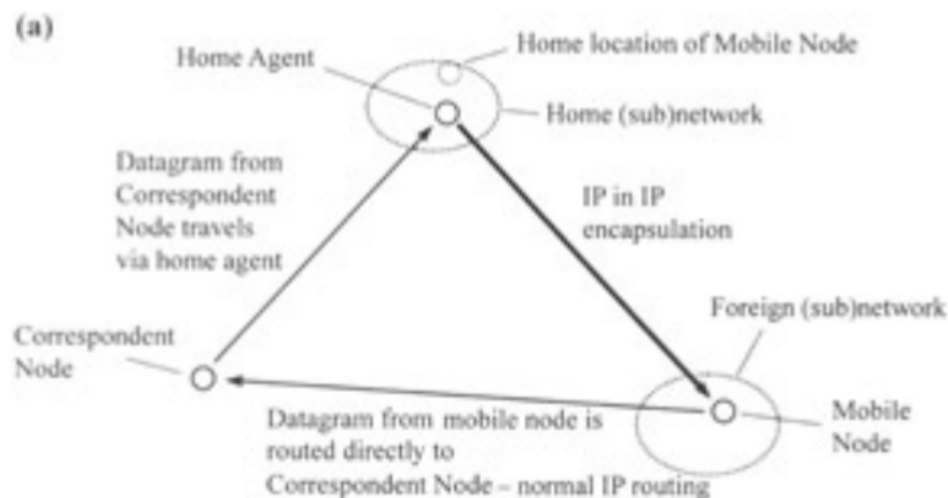 (a)
Home Agent
Home location of Mobile Node
Home (sub)network
Datagram from
Correspondent
Node travels
via home agent
IP in IP
encapsulation
Foreign (sub)network
Correspondent
Node
Mobile
Node
Datagram from mobile node is
routed directly to
Correspondent Node – normal IP routing